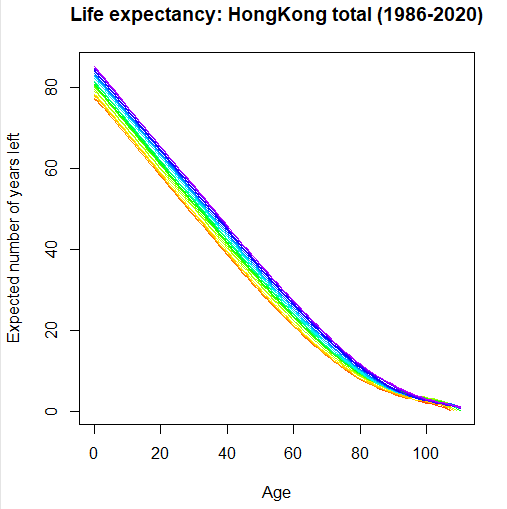 Life expectancy: HongKong total (1986-2020)
Expected number of years left
80
60
40
20
0
0 20 40 60 80 100
Age